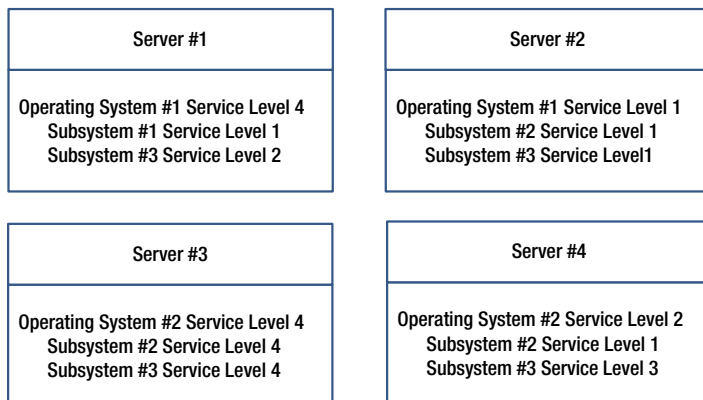 Server #1
Operating System #1 Service Level 4
Subsystem #1 Service Level 1
Subsystem #3 Service Level 2
Server #2
Operating System #1 Service Level 1
Subsystem #2 Service Level 1
Subsystem #3 Service Level1
Server #3
Operating System #2 Service Level 4
Subsystem #2 Service Level 4
Subsystem #3 Service Level 4
Server #4
Operating System #2 Service Level 2
Subsystem #2 Service Level 1
Subsystem #3 Service Level 3